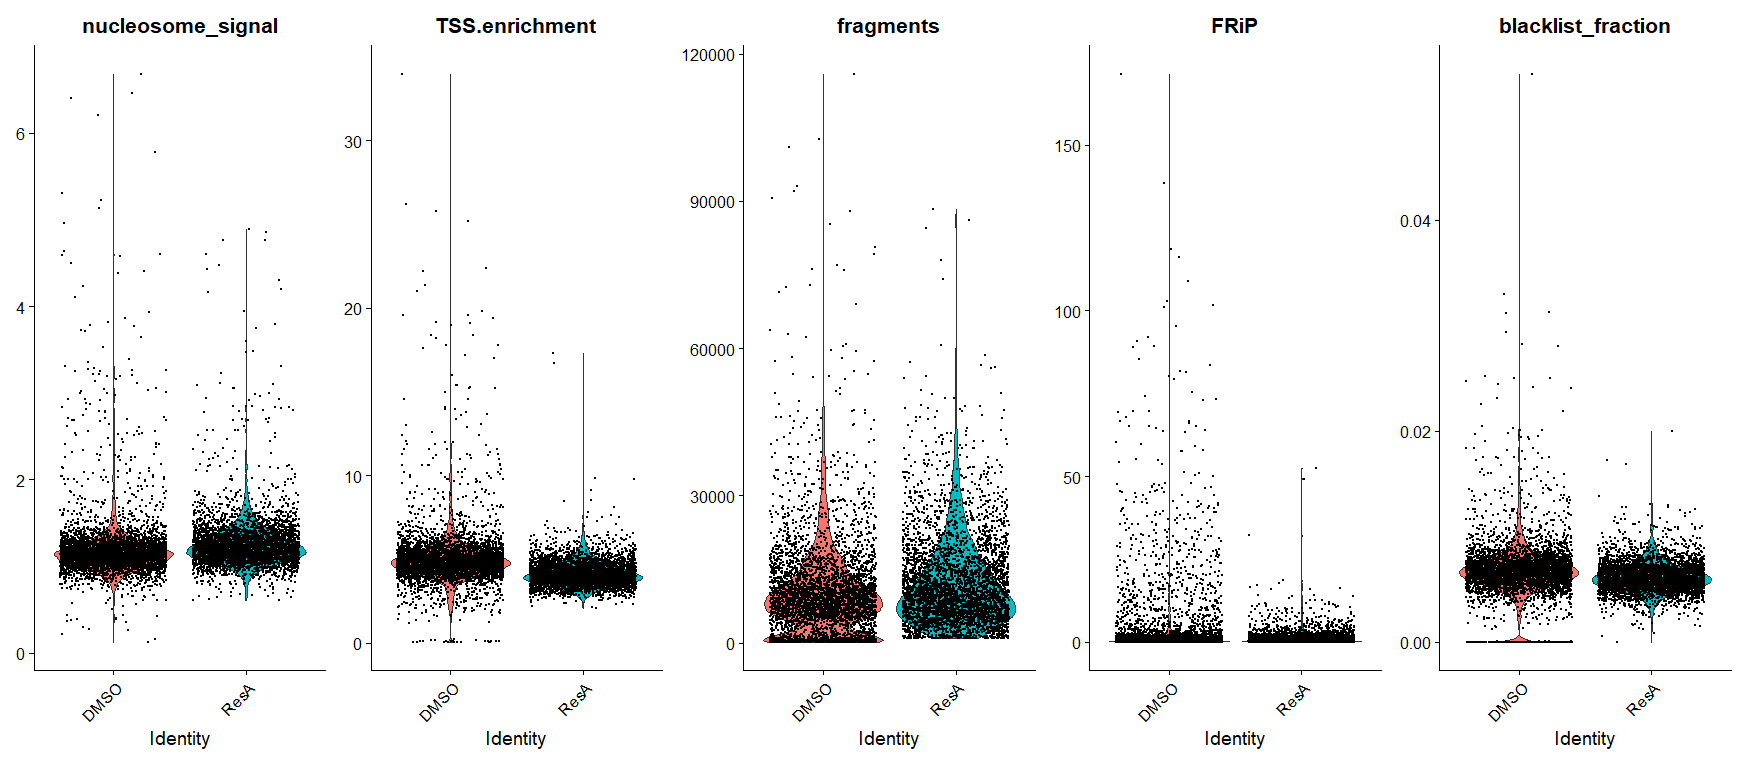 nucleosome_signal
6
4
2
0
DMSO
ResA
Identity
TSS.enrichment
30
20
10
0
DMSO
ResA
Identity
fragments
120000
90000
60000
30000
0
DMSO
ResA
Identity
FRiP
150
100
50
0
DMSO
ResA
Identity
blacklist_fraction
0.04
0.02
0.00
DMSO
ResA
Identity